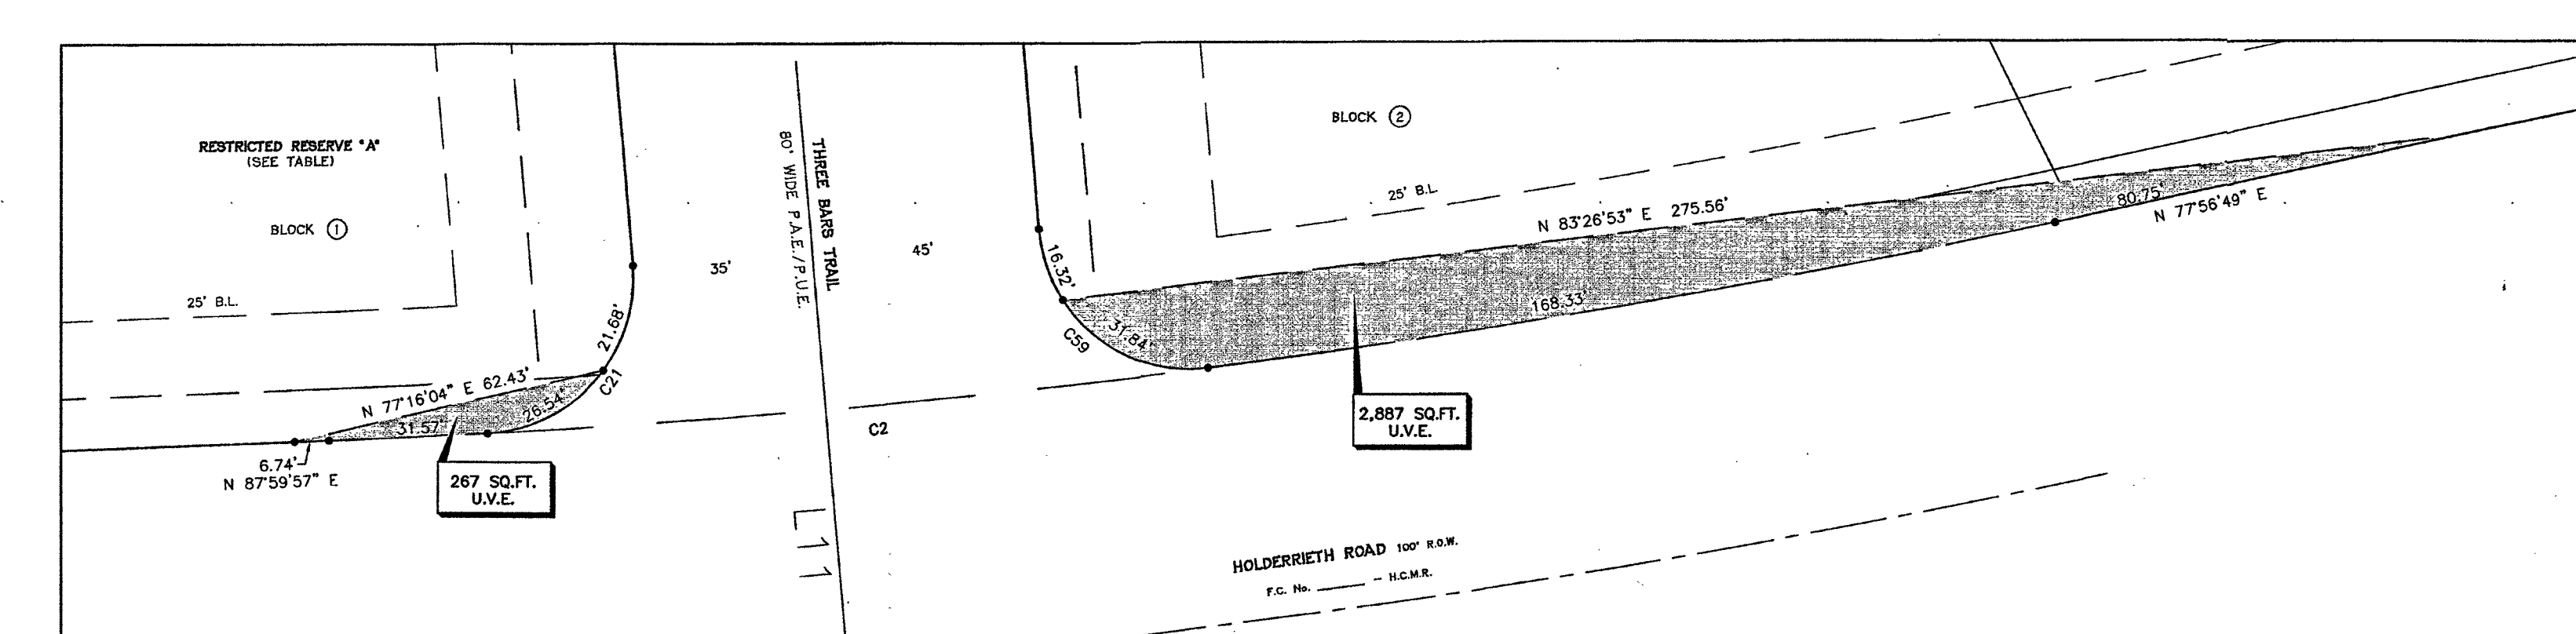 RESTRICTED RESERVE "A"
(SEE TABLE)
BLOCK 1
25' B.L.
N 77°16'04" E 62.43'
31.57'
26.54'
C21
21.68'
6.74'
N 87°59'57" E
267 SQ.FT.
U.V.E.
35'
THREE BARS TRAIL
80' WIDE P.A.E./P.U.E.
45'
C2
L11
16.32'
31.84'
C59
BLOCK 2
25' B.L.
N 83°26'53" E 275.56'
168.33'
80.75'
N 77°56'49" E
2,887 SQ.FT.
U.V.E.
HOLDERRIETH ROAD 100' R.O.W.
F.C. No. ______ - H.C.M.R.